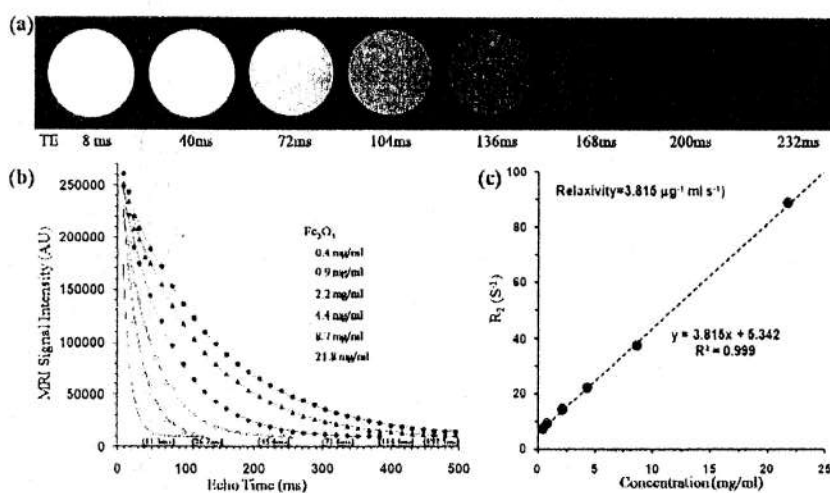 (a)
TE 8 ms 40ms 72ms 104ms 136ms 168ms 200ms 232ms
(b)
MRI Signal Intensity (AU)
250000
200000
150000
100000
50000
0
0 100 200 300 400 500
Echo Time (ms)
0.4 mg/ml
0.9 mg/ml
2.2 mg/ml
4.4 mg/ml
8.7 mg/ml
21.8 mg/ml
(c)
R₂ (S⁻¹)
100
80
60
40
20
0
0 5 10 15 20 25
Concentration (mg/ml)
Relaxivity=3.815 µg⁻¹ ml s⁻¹)
y = 3.815x + 5.342
R² = 0.999